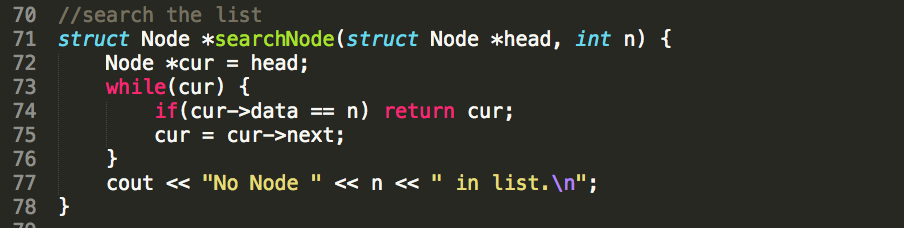 70 //search the list
71 struct Node *searchNode(struct Node *head, int n) {
72     Node *cur = head;
73     while(cur) {
74         if(cur->data == n) return cur;
75         cur = cur->next;
76     }
77     cout << "No Node " << n << " in list.\n";
78 }